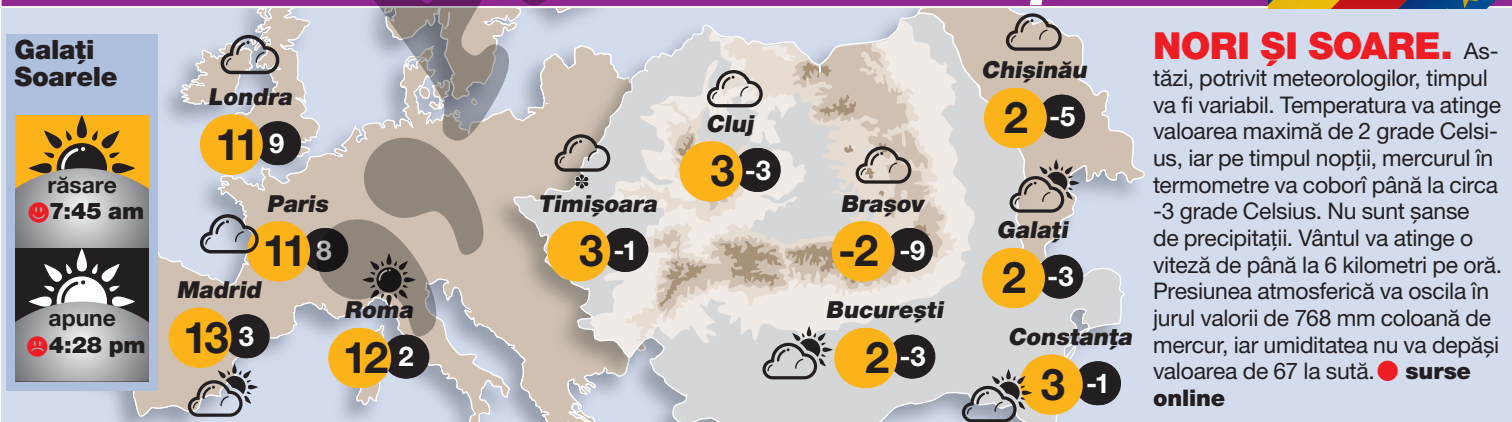 Galați
Soarele
răsare
7:45 am
apune
4:28 pm
Londra
11 9
Paris
11 8
Madrid
13 3
Roma
12 2
Timișoara
3 -1
Cluj
3 -3
Brașov
-2 -9
București
2 -3
Chișinău
2 -5
Galați
2 -3
Constanța
3 -1
NORI ȘI SOARE. As-
tăzi, potrivit meteorologilor, timpul
va fi variabil. Temperatura va atinge
valoarea maximă de 2 grade Celsi-
us, iar pe timpul nopții, mercurul în
termometre va coborî până la circa
-3 grade Celsius. Nu sunt șanse
de precipitații. Vântul va atinge o
viteză de până la 6 kilometri pe oră.
Presiunea atmosferică va oscila în
jurul valorii de 768 mm coloană de
mercur, iar umiditatea nu va depăși
valoarea de 67 la sută. surse
online